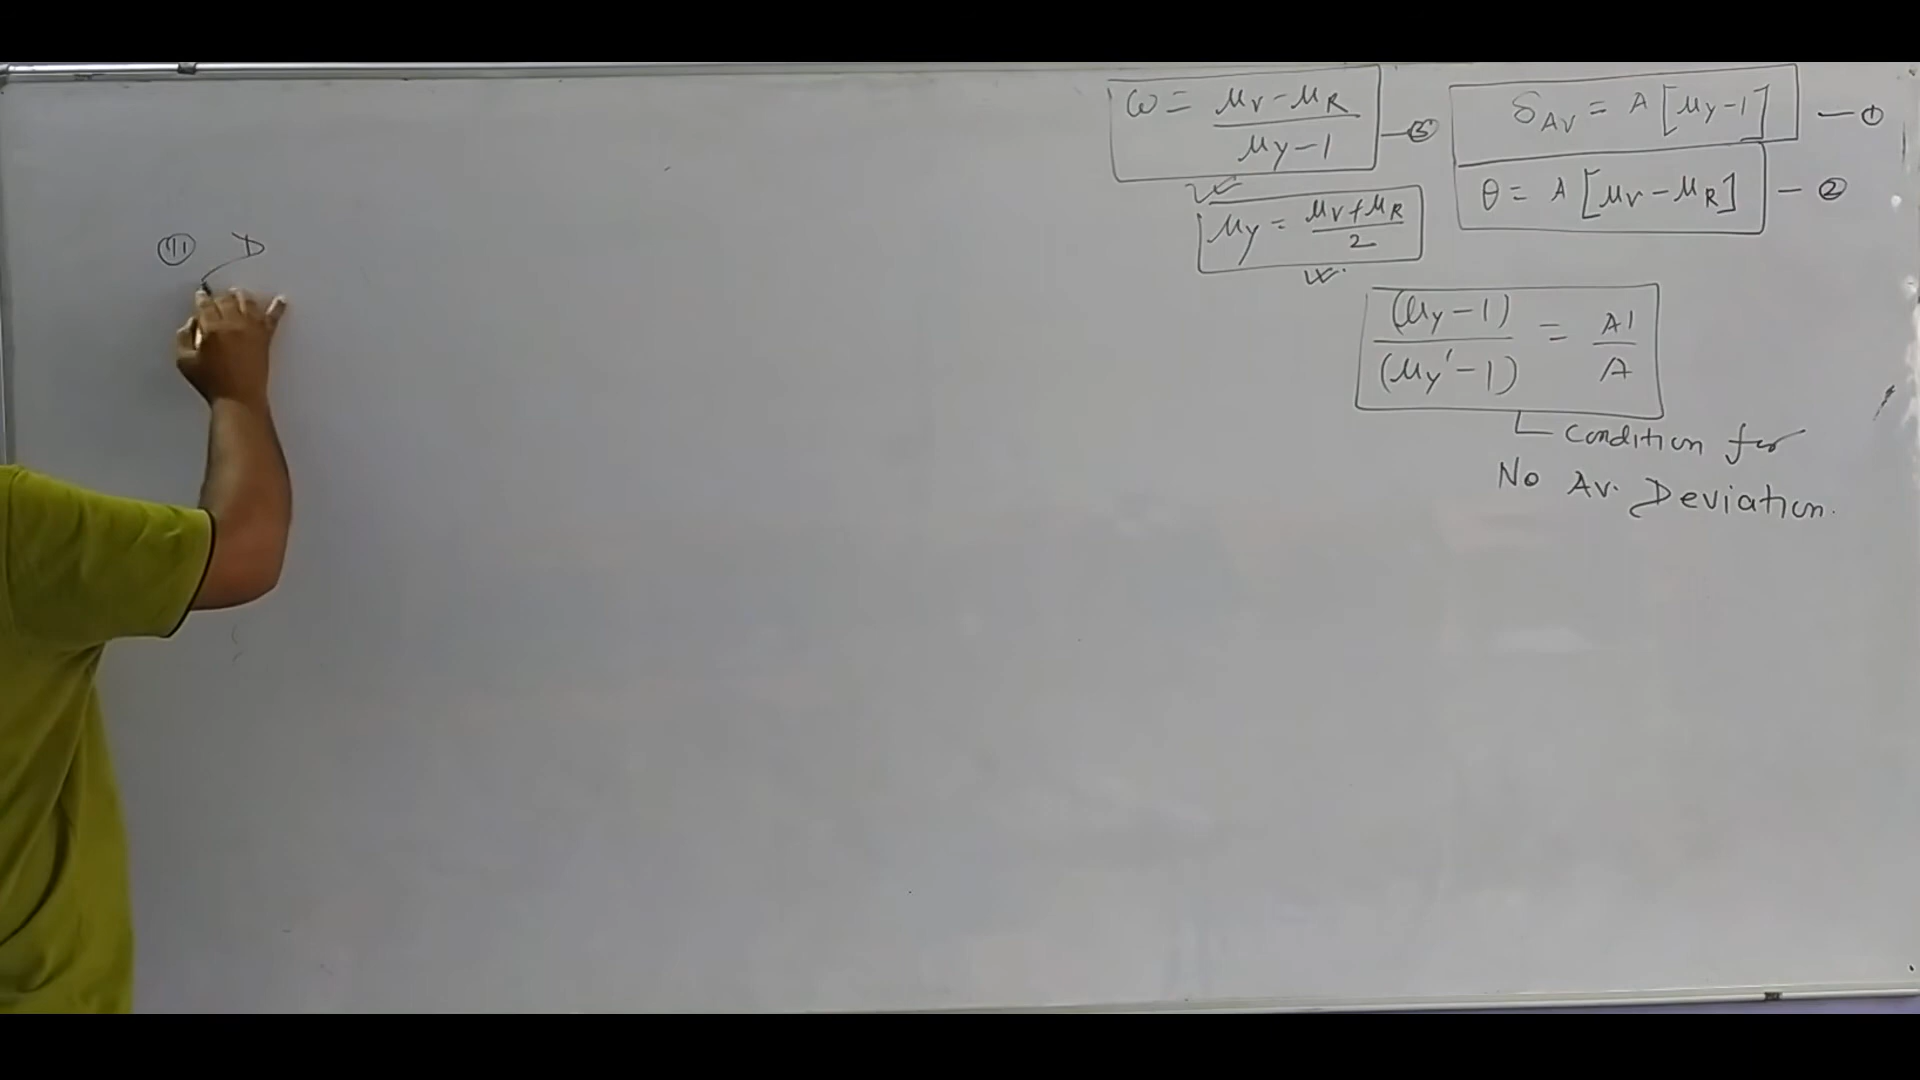 ω = μv − μR / μy − 1 — ③
δAv = A [μy − 1] — ①
θ = A [μv − μR] — ②
μy = μv + μR / 2
(μy − 1) / (μy' − 1) = A' / A
Condition for
No Av. Deviation.
D